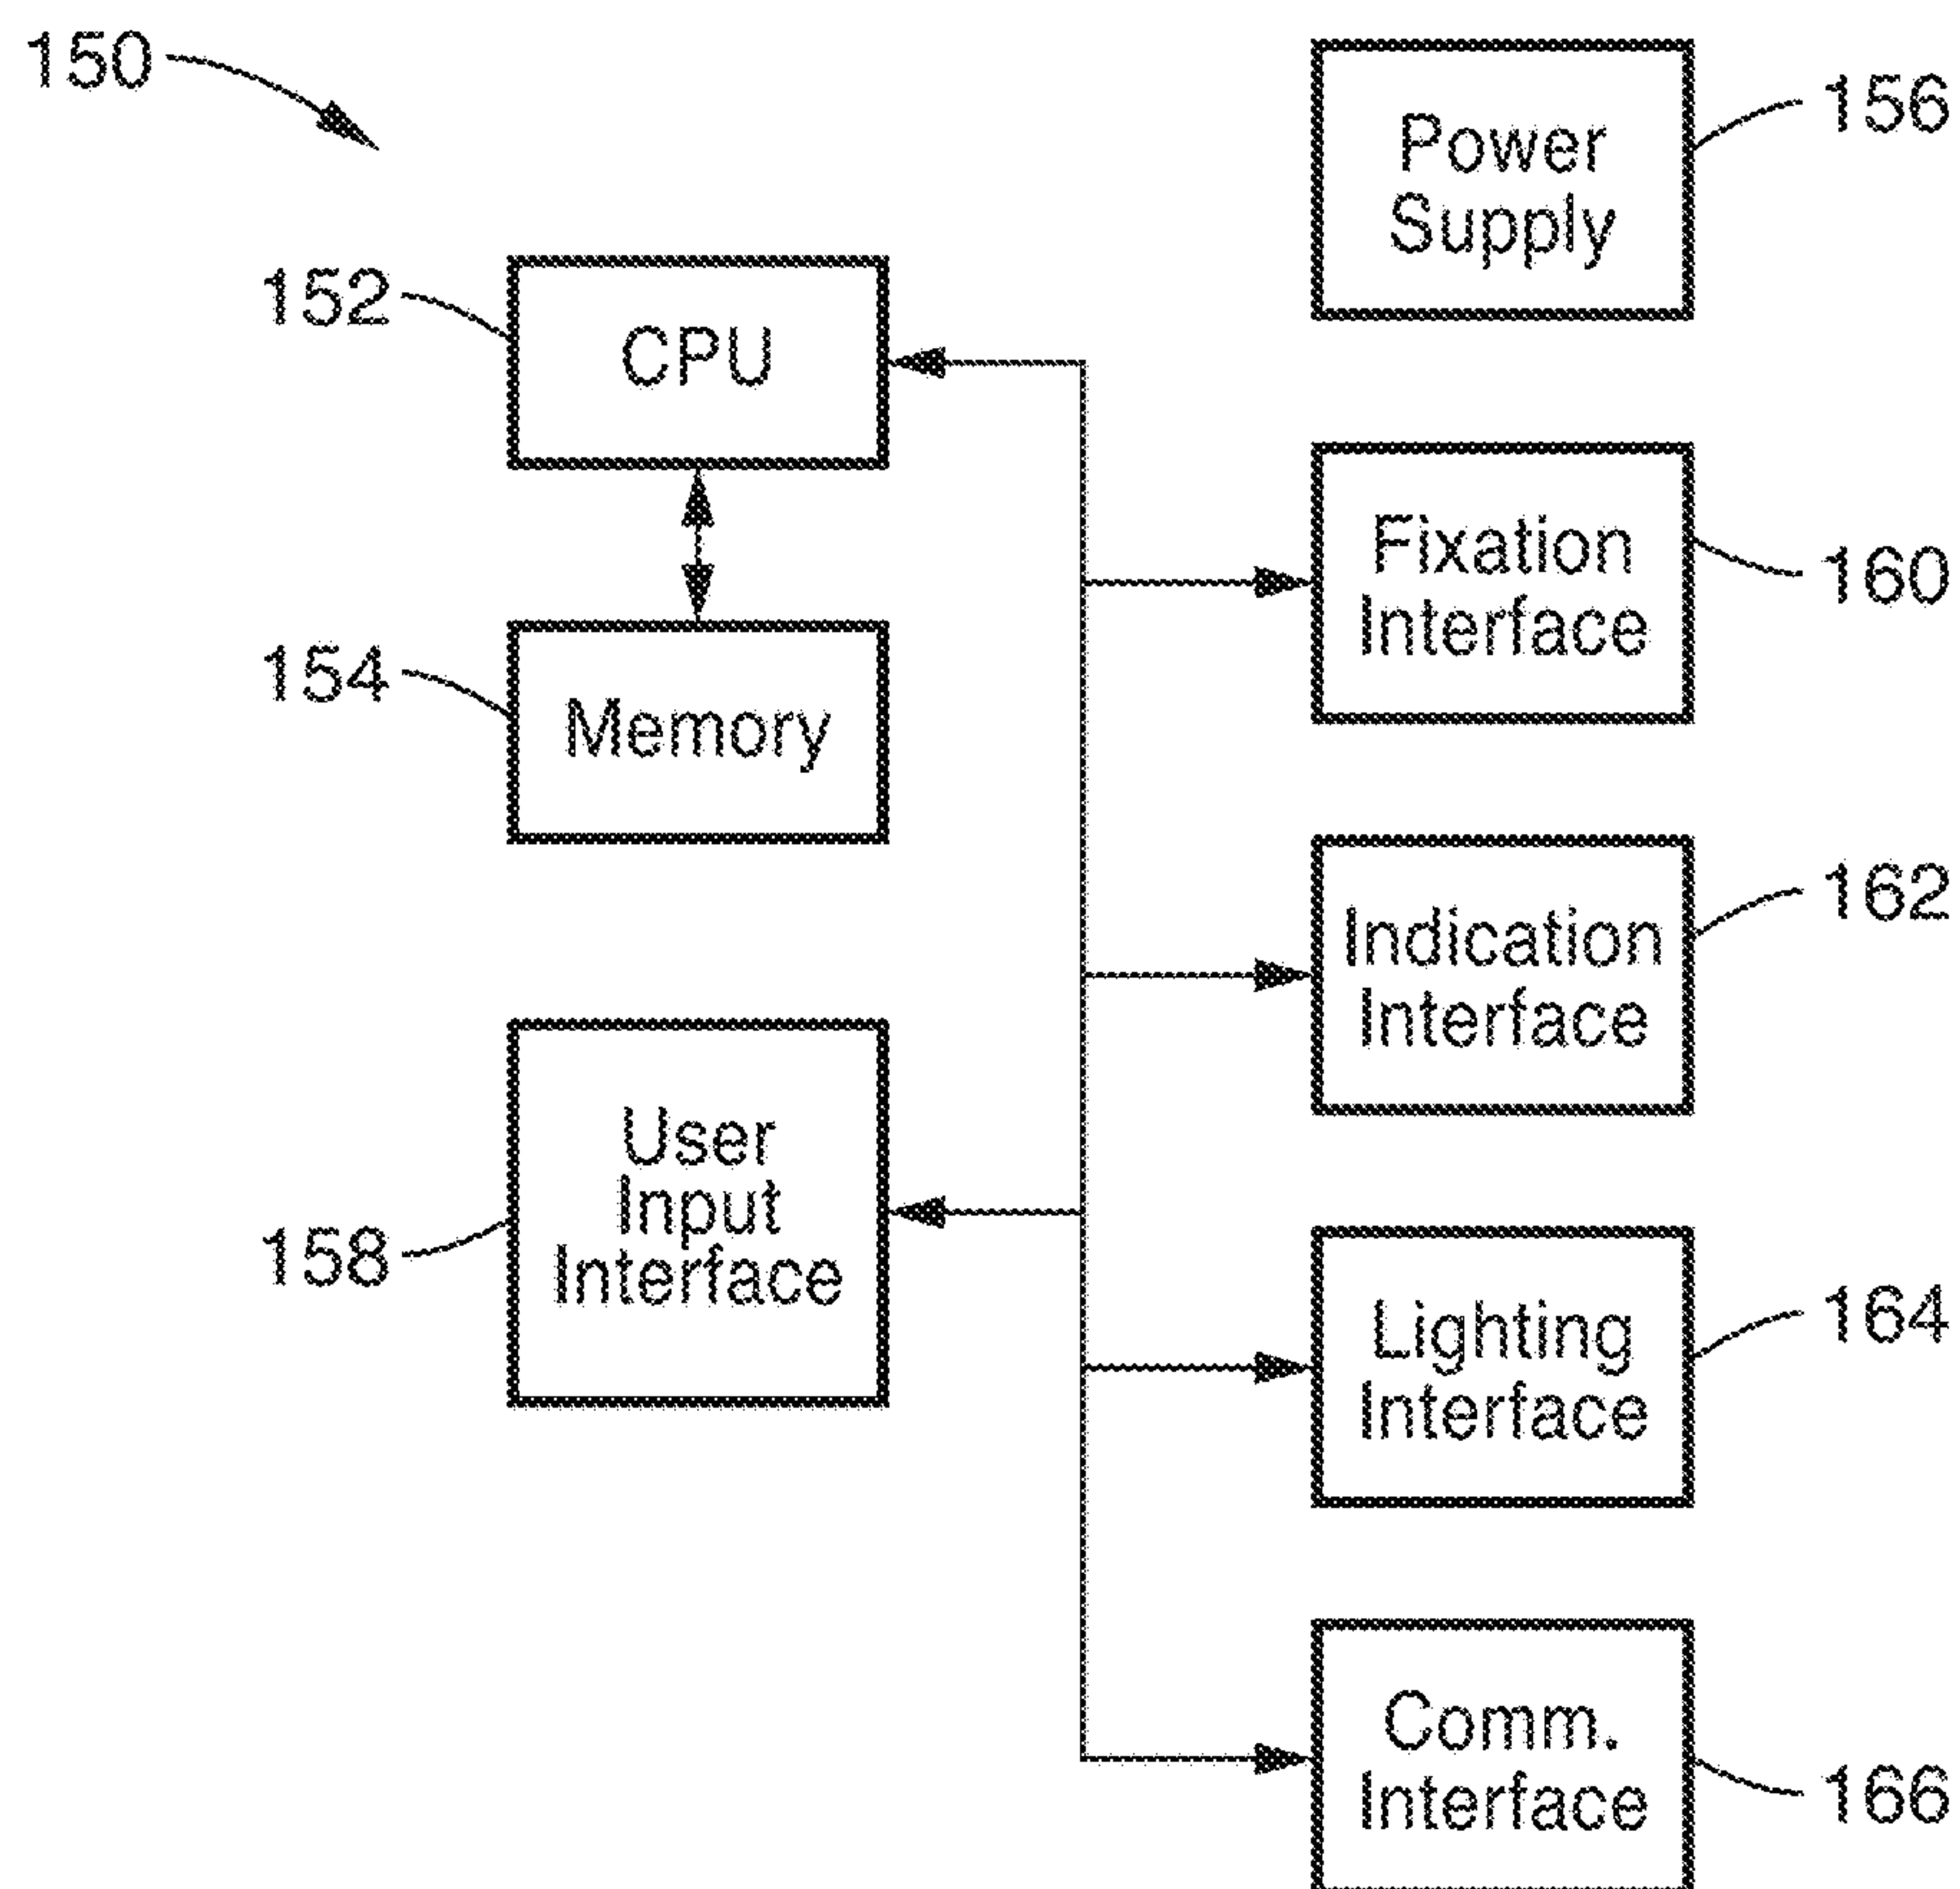 150
Power
Supply
156
152
CPU
Fixation
Interface
160
154
Memory
Indication
Interface
162
User
Input
Interface
158
Lighting
Interface
164
Comm.
Interface
166